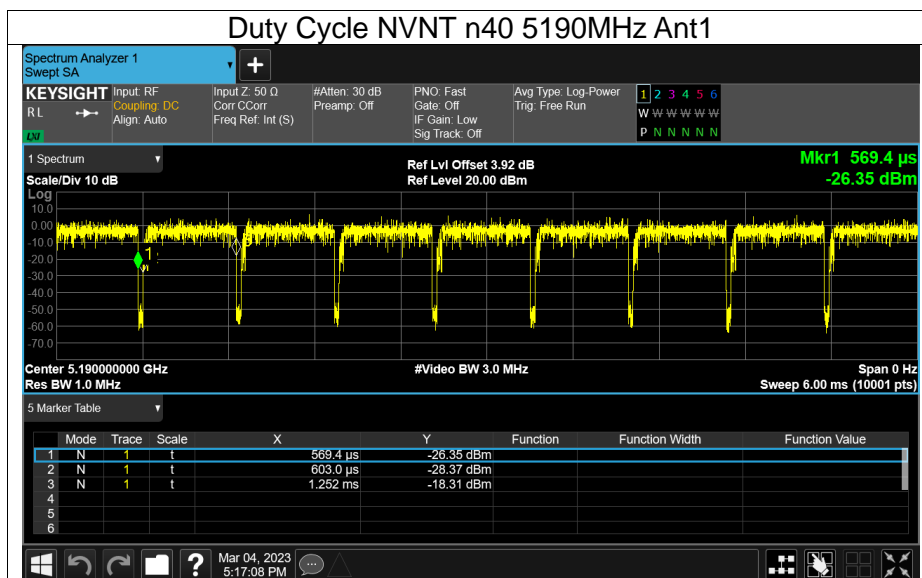 Duty Cycle NVNT n40 5190MHz Ant1
Spectrum Analyzer 1
Swept SA
+
KEYSIGHT
RL
LXI
Input: RF
Coupling: DC
Align: Auto
Input Z: 50 Ω
Corr CCorr
Freq Ref: Int (S)
#Atten: 30 dB
Preamp: Off
PNO: Fast
Gate: Off
IF Gain: Low
Sig Track: Off
Avg Type: Log-Power
Trig: Free Run
1 2 3 4 5 6
W W W W W W
P N N N N N
1 Spectrum
Scale/Div 10 dB
Ref Lvl Offset 3.92 dB
Ref Level 20.00 dBm
Mkr1 569.4 µs
-26.35 dBm
Log
10.0
0.00
-10.0
-20.0
-30.0
-40.0
-50.0
-60.0
-70.0
1
Center 5.190000000 GHz
Res BW 1.0 MHz
#Video BW 3.0 MHz
Span 0 Hz
Sweep 6.00 ms (10001 pts)
5 Marker Table
Mode Trace Scale X Y Function Function Width Function Value
1 N 1 t 569.4 µs -26.35 dBm
2 N 1 t 603.0 µs -28.37 dBm
3 N 1 t 1.252 ms -18.31 dBm
4
5
6
?
Mar 04, 2023
5:17:08 PM